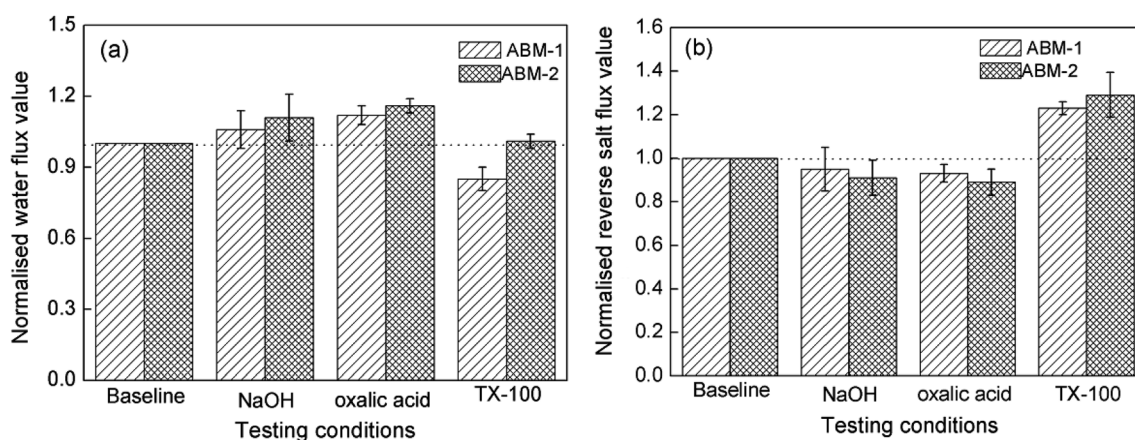 (a)
ABM-1
ABM-2
Normalised water flux value
1.5
1.2
0.9
0.6
0.3
0.0
Baseline NaOH oxalic acid TX-100
Testing conditions
(b)
ABM-1
ABM-2
Normalised reverse salt flux value
1.6
1.4
1.2
1.0
0.8
0.6
0.4
0.2
0.0
Baseline NaOH oxalic acid TX-100
Testing conditions